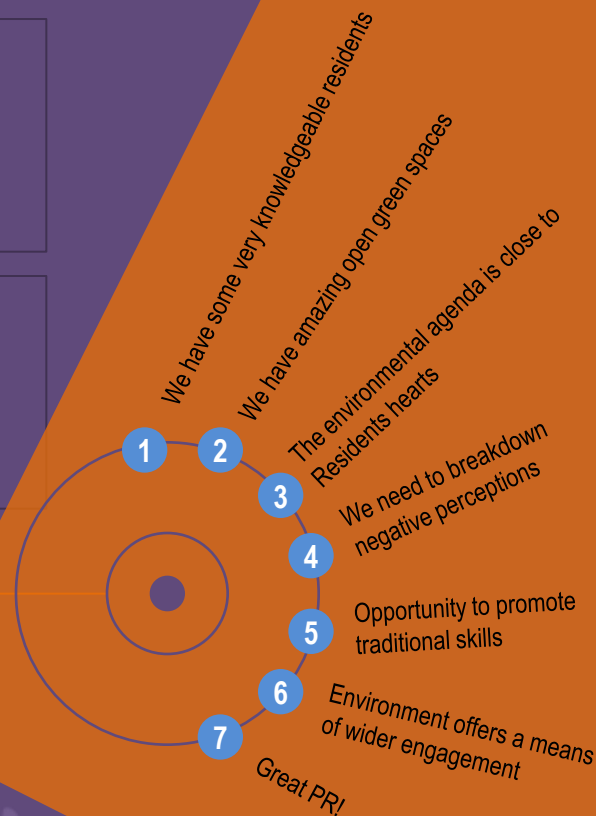 We have some very knowledgeable residents
We have amazing open green spaces
The environmental agenda is close to
Residents hearts
We need to breakdown
negative perceptions
Opportunity to promote
traditional skills
Environment offers a means
of wider engagement
Great PR!
1
2
3
4
5
6
7